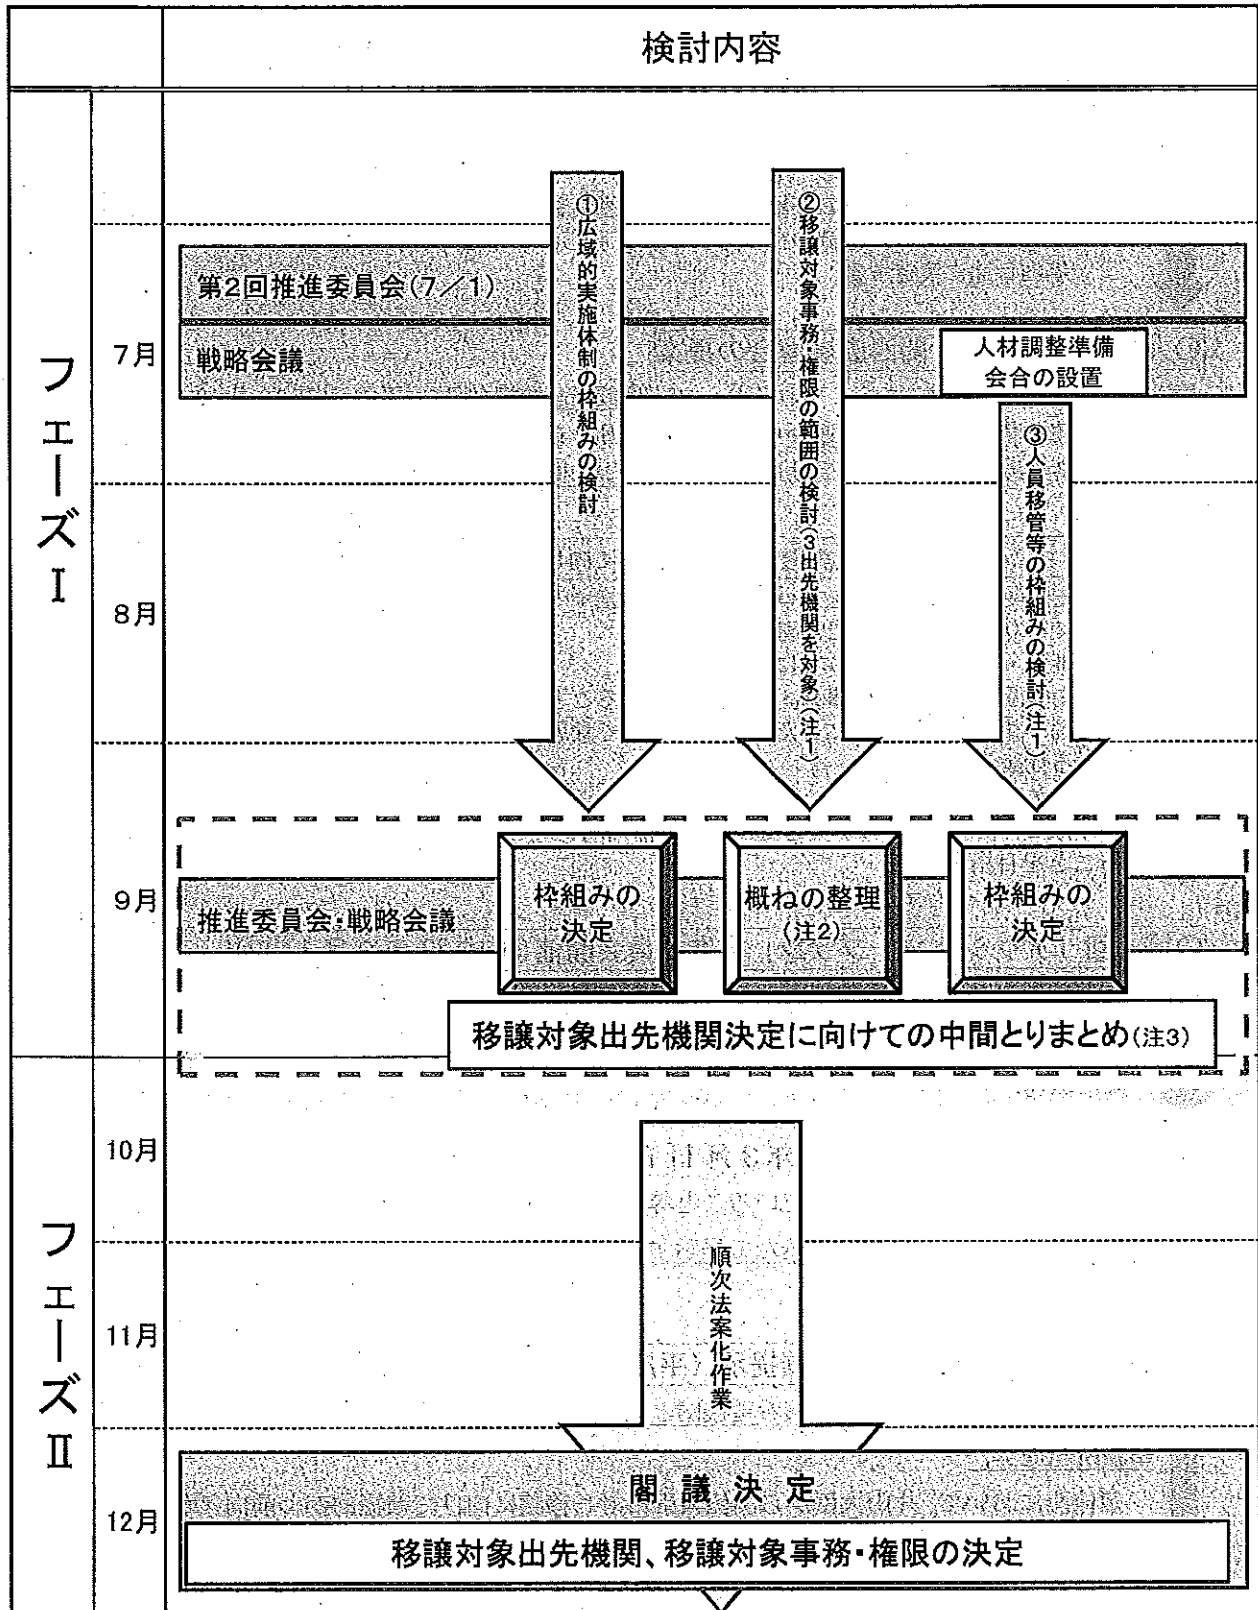 検討内容
フェーズⅠ
7月
第2回推進委員会(7/1)
戦略会議
人材調整準備
会合の設置
①広域的実施体制の枠組みの検討
②移譲対象事務・権限の範囲の検討(3出先機関を対象)(注1)
③人員移管等の枠組みの検討(注1)
8月
9月
推進委員会・戦略会議
枠組みの
決定
概ねの整理
(注2)
枠組みの
決定
移譲対象出先機関決定に向けての中間とりまとめ(注3)
フェーズⅡ
10月
11月
順次法案化作業
12月
閣議決定
移譲対象出先機関、移譲対象事務・権限の決定